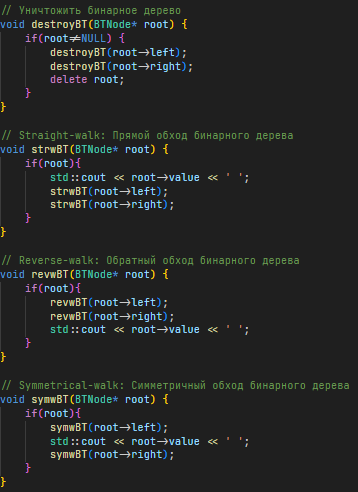 // Уничтожить бинарное дерево
void destroyBT(BTNode* root) {
    if(root!=NULL) {
        destroyBT(root->left);
        destroyBT(root->right);
        delete root;
    }
}
// Straight-walk: Прямой обход бинарного дерева
void strwBT(BTNode* root) {
    if(root){
        std::cout << root->value << ' ';
        strwBT(root->left);
        strwBT(root->right);
    }
}
// Reverse-walk: Обратный обход бинарного дерева
void revwBT(BTNode* root) {
    if(root){
        revwBT(root->left);
        revwBT(root->right);
        std::cout << root->value << ' ';
    }
}
// Symmetrical-walk: Симметричный обход бинарного дерева
void symwBT(BTNode* root) {
    if(root){
        symwBT(root->left);
        std::cout << root->value << ' ';
        symwBT(root->right);
    }
}